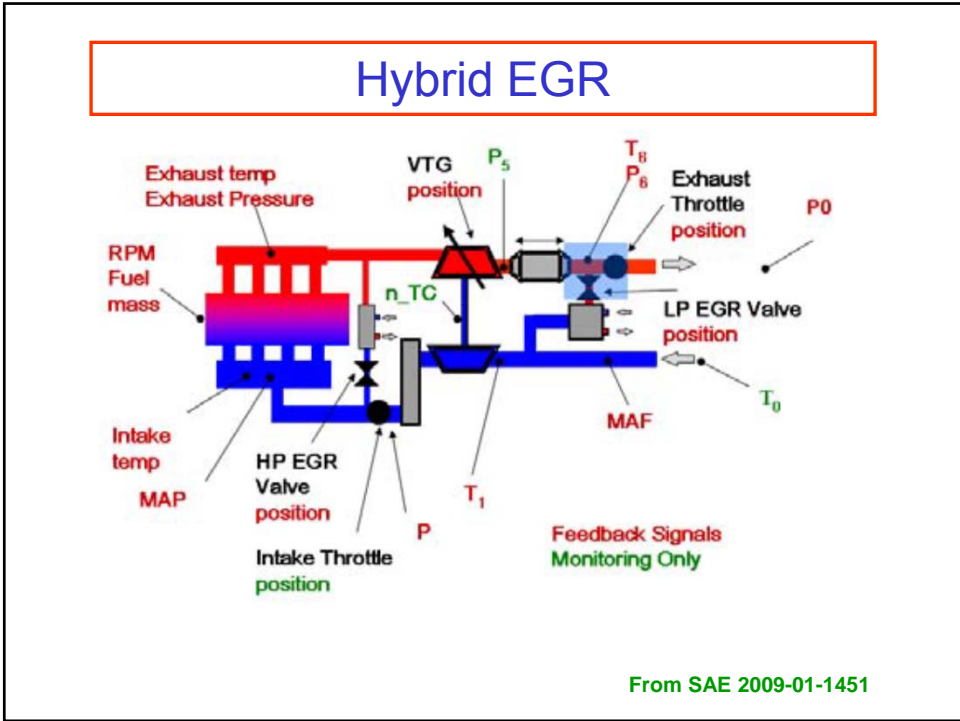 Hybrid EGR
Exhaust temp
Exhaust Pressure
RPM
Fuel
mass
VTG
position
P5
T6
P6
Exhaust
Throttle
position
P0
n_TC
LP EGR Valve
position
T0
MAF
Intake
temp
MAP
HP EGR
Valve
position
Intake Throttle
position
P
T1
Feedback Signals
Monitoring Only
From SAE 2009-01-1451